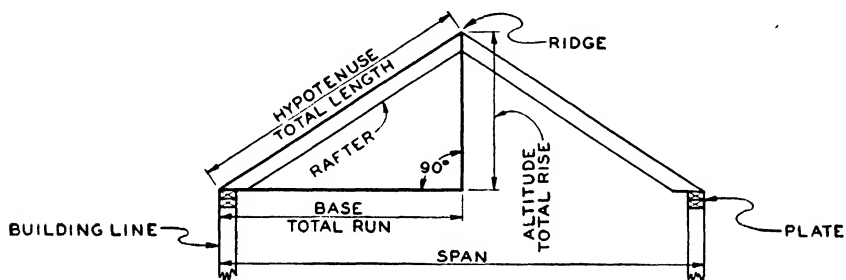 RIDGE
HYPOTENUSE
TOTAL LENGTH
RAFTER
90°
ALTITUDE
TOTAL RISE
BASE
TOTAL RUN
BUILDING LINE
PLATE
SPAN